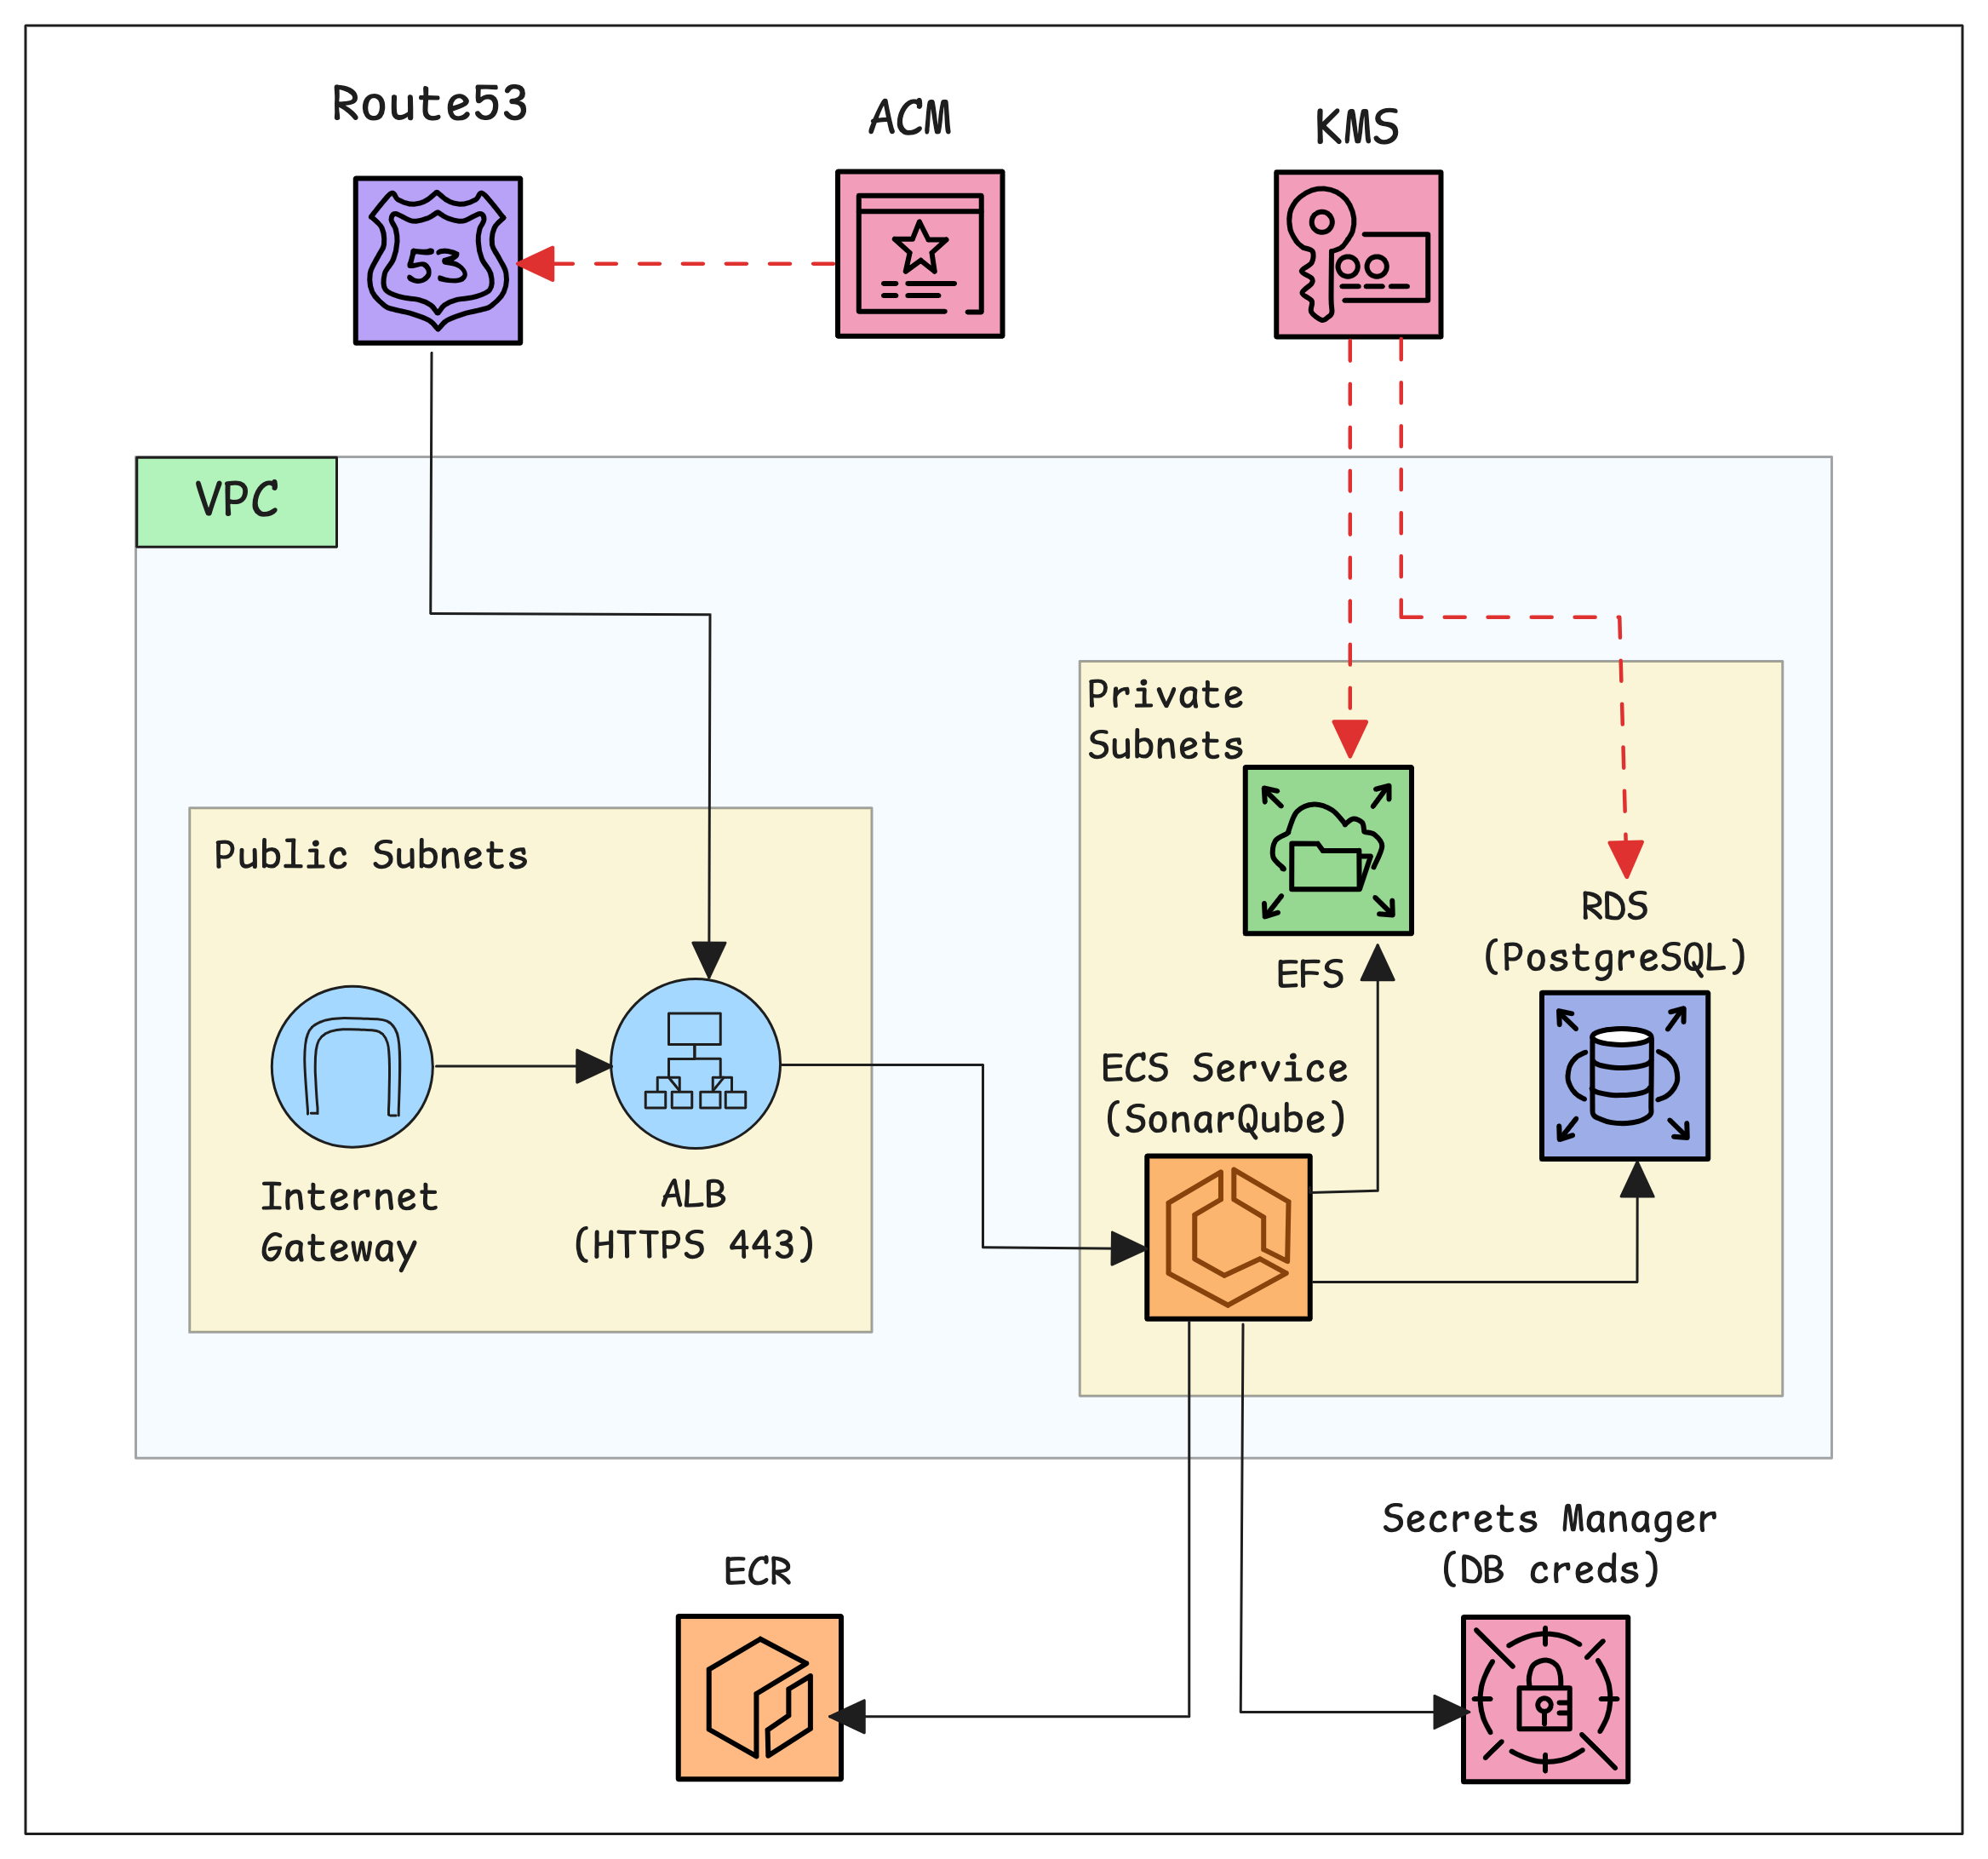 Route53
ACM
KMS
53
VPC
Private
Subnets
Public Subnets
RDS
(PostgreSQL)
EFS
ECS Service
(SonarQube)
Internet
Gateway
ALB
(HTTPS 443)
Secrets Manager
(DB creds)
ECR